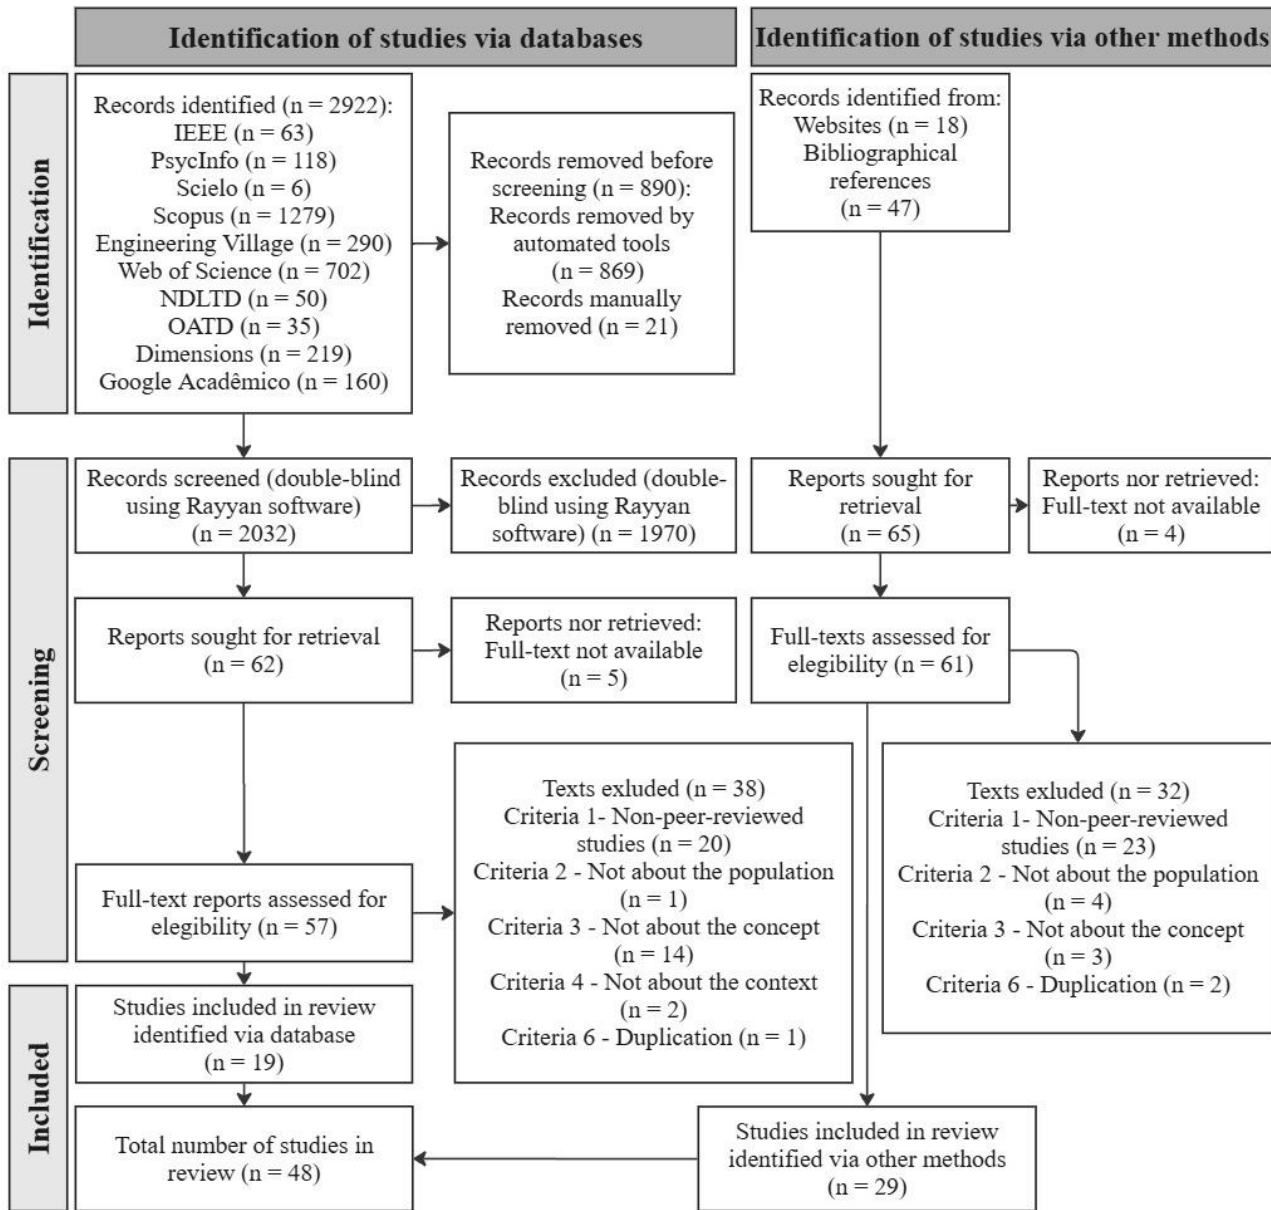 Identification of studies via databases
Identification of studies via other methods
Identification
Records identified (n = 2922):
IEEE (n = 63)
PsycInfo (n = 118)
Scielo (n = 6)
Scopus (n = 1279)
Engineering Village (n = 290)
Web of Science (n = 702)
NDLTD (n = 50)
OATD (n = 35)
Dimensions (n = 219)
Google Acadêmico (n = 160)
Records removed before
screening (n = 890):
Records removed by
automated tools
(n = 869)
Records manually
removed (n = 21)
Records identified from:
Websites (n = 18)
Bibliographical
references
(n = 47)
Screening
Records screened (double-blind
using Rayyan software)
(n = 2032)
Records excluded (double-
blind using Rayyan
software) (n = 1970)
Reports sought for
retrieval
(n = 65)
Reports nor retrieved:
Full-text not available
(n = 4)
Reports sought for retrieval
(n = 62)
Reports nor retrieved:
Full-text not available
(n = 5)
Full-texts assessed for
elegibility (n = 61)
Full-text reports assessed for
elegibility (n = 57)
Texts exluded (n = 38)
Criteria 1- Non-peer-reviewed
studies (n = 20)
Criteria 2 - Not about the population
(n = 1)
Criteria 3 - Not about the concept
(n = 14)
Criteria 4 - Not about the context
(n = 2)
Criteria 6 - Duplication (n = 1)
Texts exluded (n = 32)
Criteria 1- Non-peer-reviewed
studies (n = 23)
Criteria 2 - Not about the population
(n = 4)
Criteria 3 - Not about the concept
(n = 3)
Criteria 6 - Duplication (n = 2)
Included
Studies included in review
identified via database
(n = 19)
Total number of studies in
review (n = 48)
Studies included in review
identified via other methods
(n = 29)